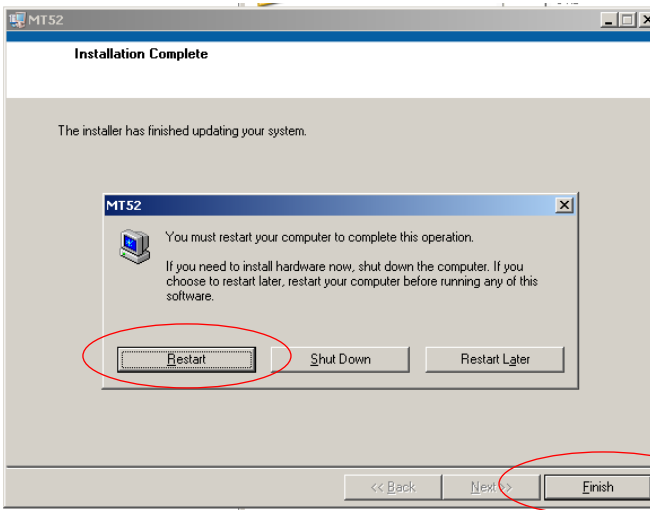 MT52
Installation Complete
The installer has finished updating your system.
MT52
You must restart your computer to complete this operation.
If you need to install hardware now, shut down the computer. If you
choose to restart later, restart your computer before running any of this
software.
Restart
Shut Down
Restart Later
<< Back
Next >>
Finish